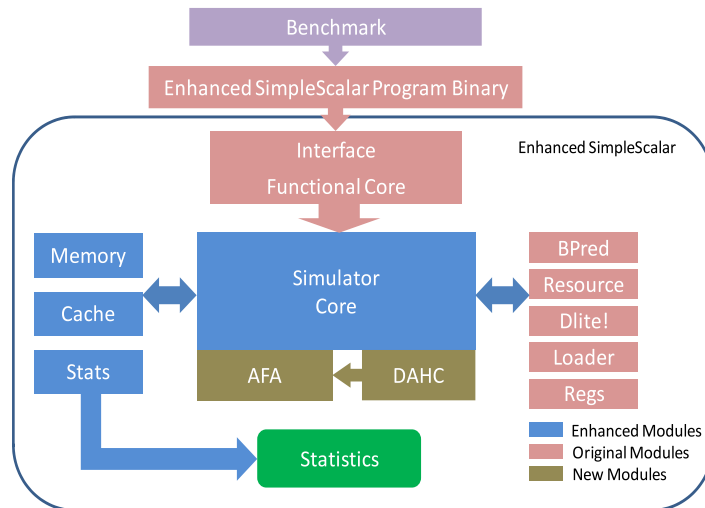 Benchmark
Enhanced SimpleScalar Program Binary
Interface
Functional Core
Enhanced SimpleScalar
Memory
Cache
Stats
Simulator
Core
AFA
DAHC
BPred
Resource
Dlite!
Loader
Regs
Statistics
Enhanced Modules
Original Modules
New Modules